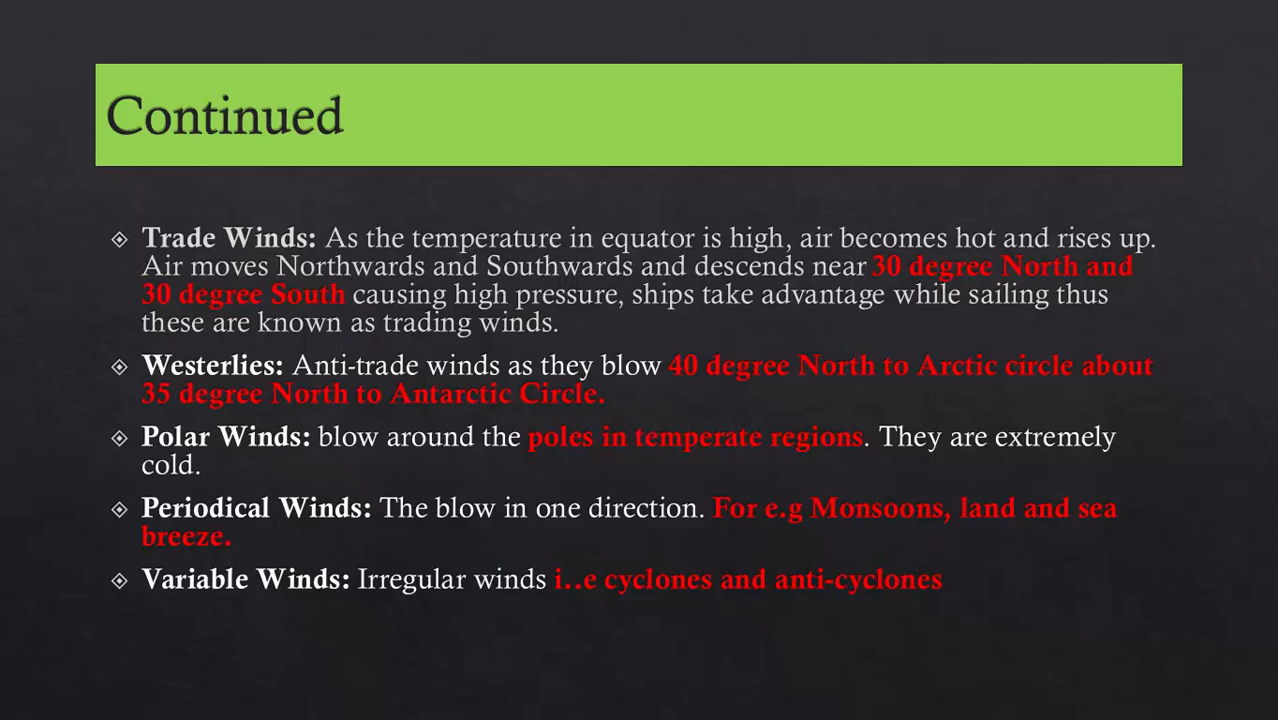 Continued
Trade Winds: As the temperature in equator is high, air becomes hot and rises up.
Air moves Northwards and Southwards and descends near 30 degree North and
30 degree South causing high pressure, ships take advantage while sailing thus
these are known as trading winds.
Westerlies: Anti-trade winds as they blow 40 degree North to Arctic circle about
35 degree North to Antarctic Circle.
Polar Winds: blow around the poles in temperate regions. They are extremely
cold.
Periodical Winds: The blow in one direction. For e.g Monsoons, land and sea
breeze.
Variable Winds: Irregular winds i..e cyclones and anti-cyclones